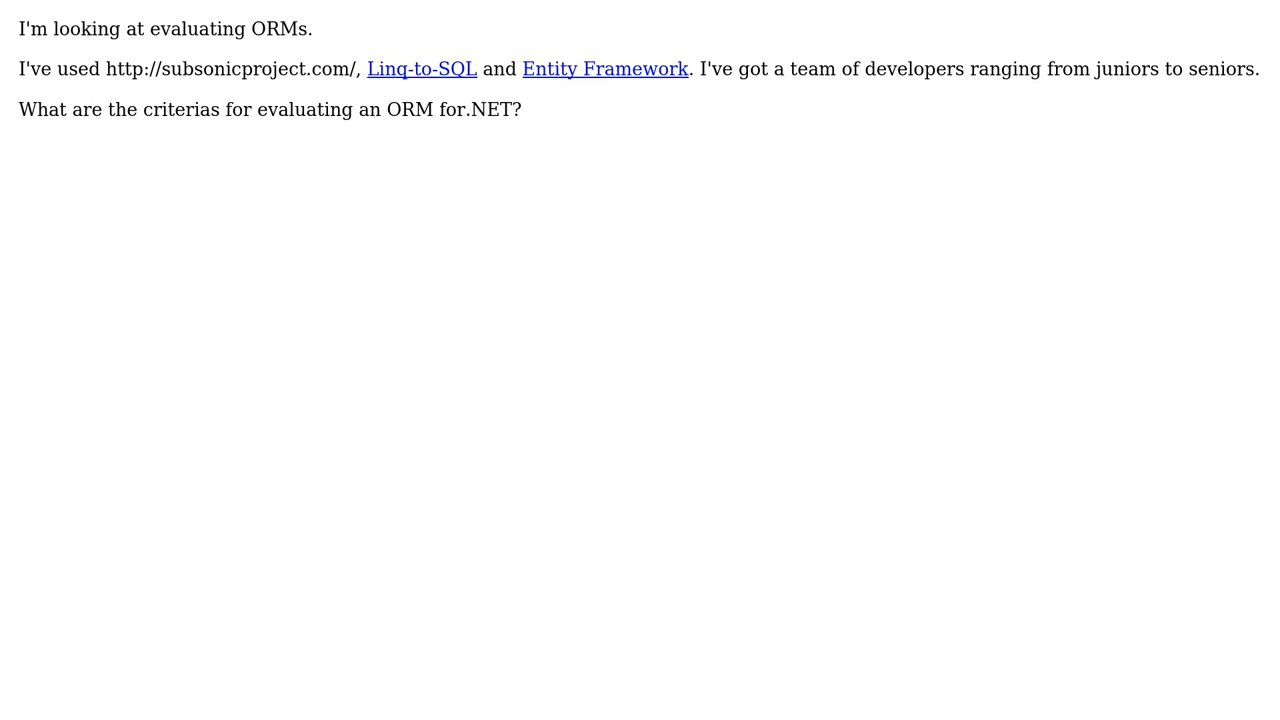 I'm looking at evaluating ORMs.
I've used http://subsonicproject.com/, Linq-to-SQL and Entity Framework. I've got a team of developers ranging from juniors to seniors.
What are the criterias for evaluating an ORM for.NET?